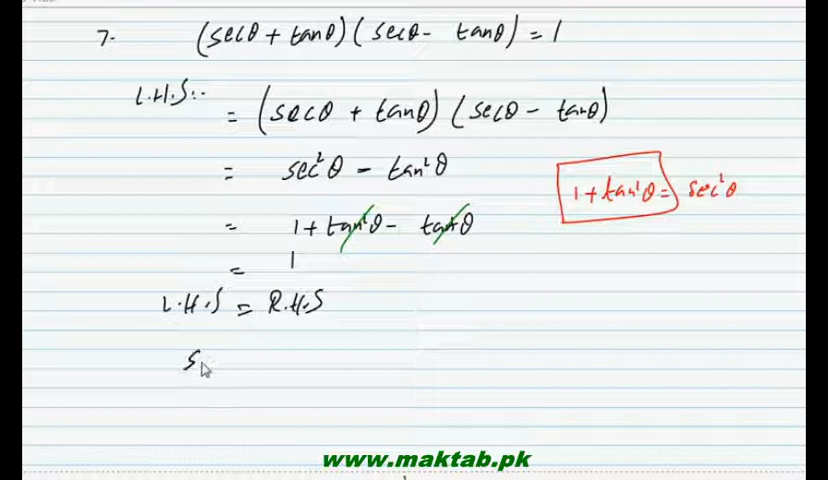 7. (secθ + tanθ) (secθ - tanθ) = 1
L.H.S:.
= (secθ + tanθ) (secθ - tanθ)
= sec²θ - tan²θ
1 + tan²θ = sec²θ
= 1 + tan²θ - tan²θ
= 1
L.H.S = R.H.S
S
www.maktab.pk